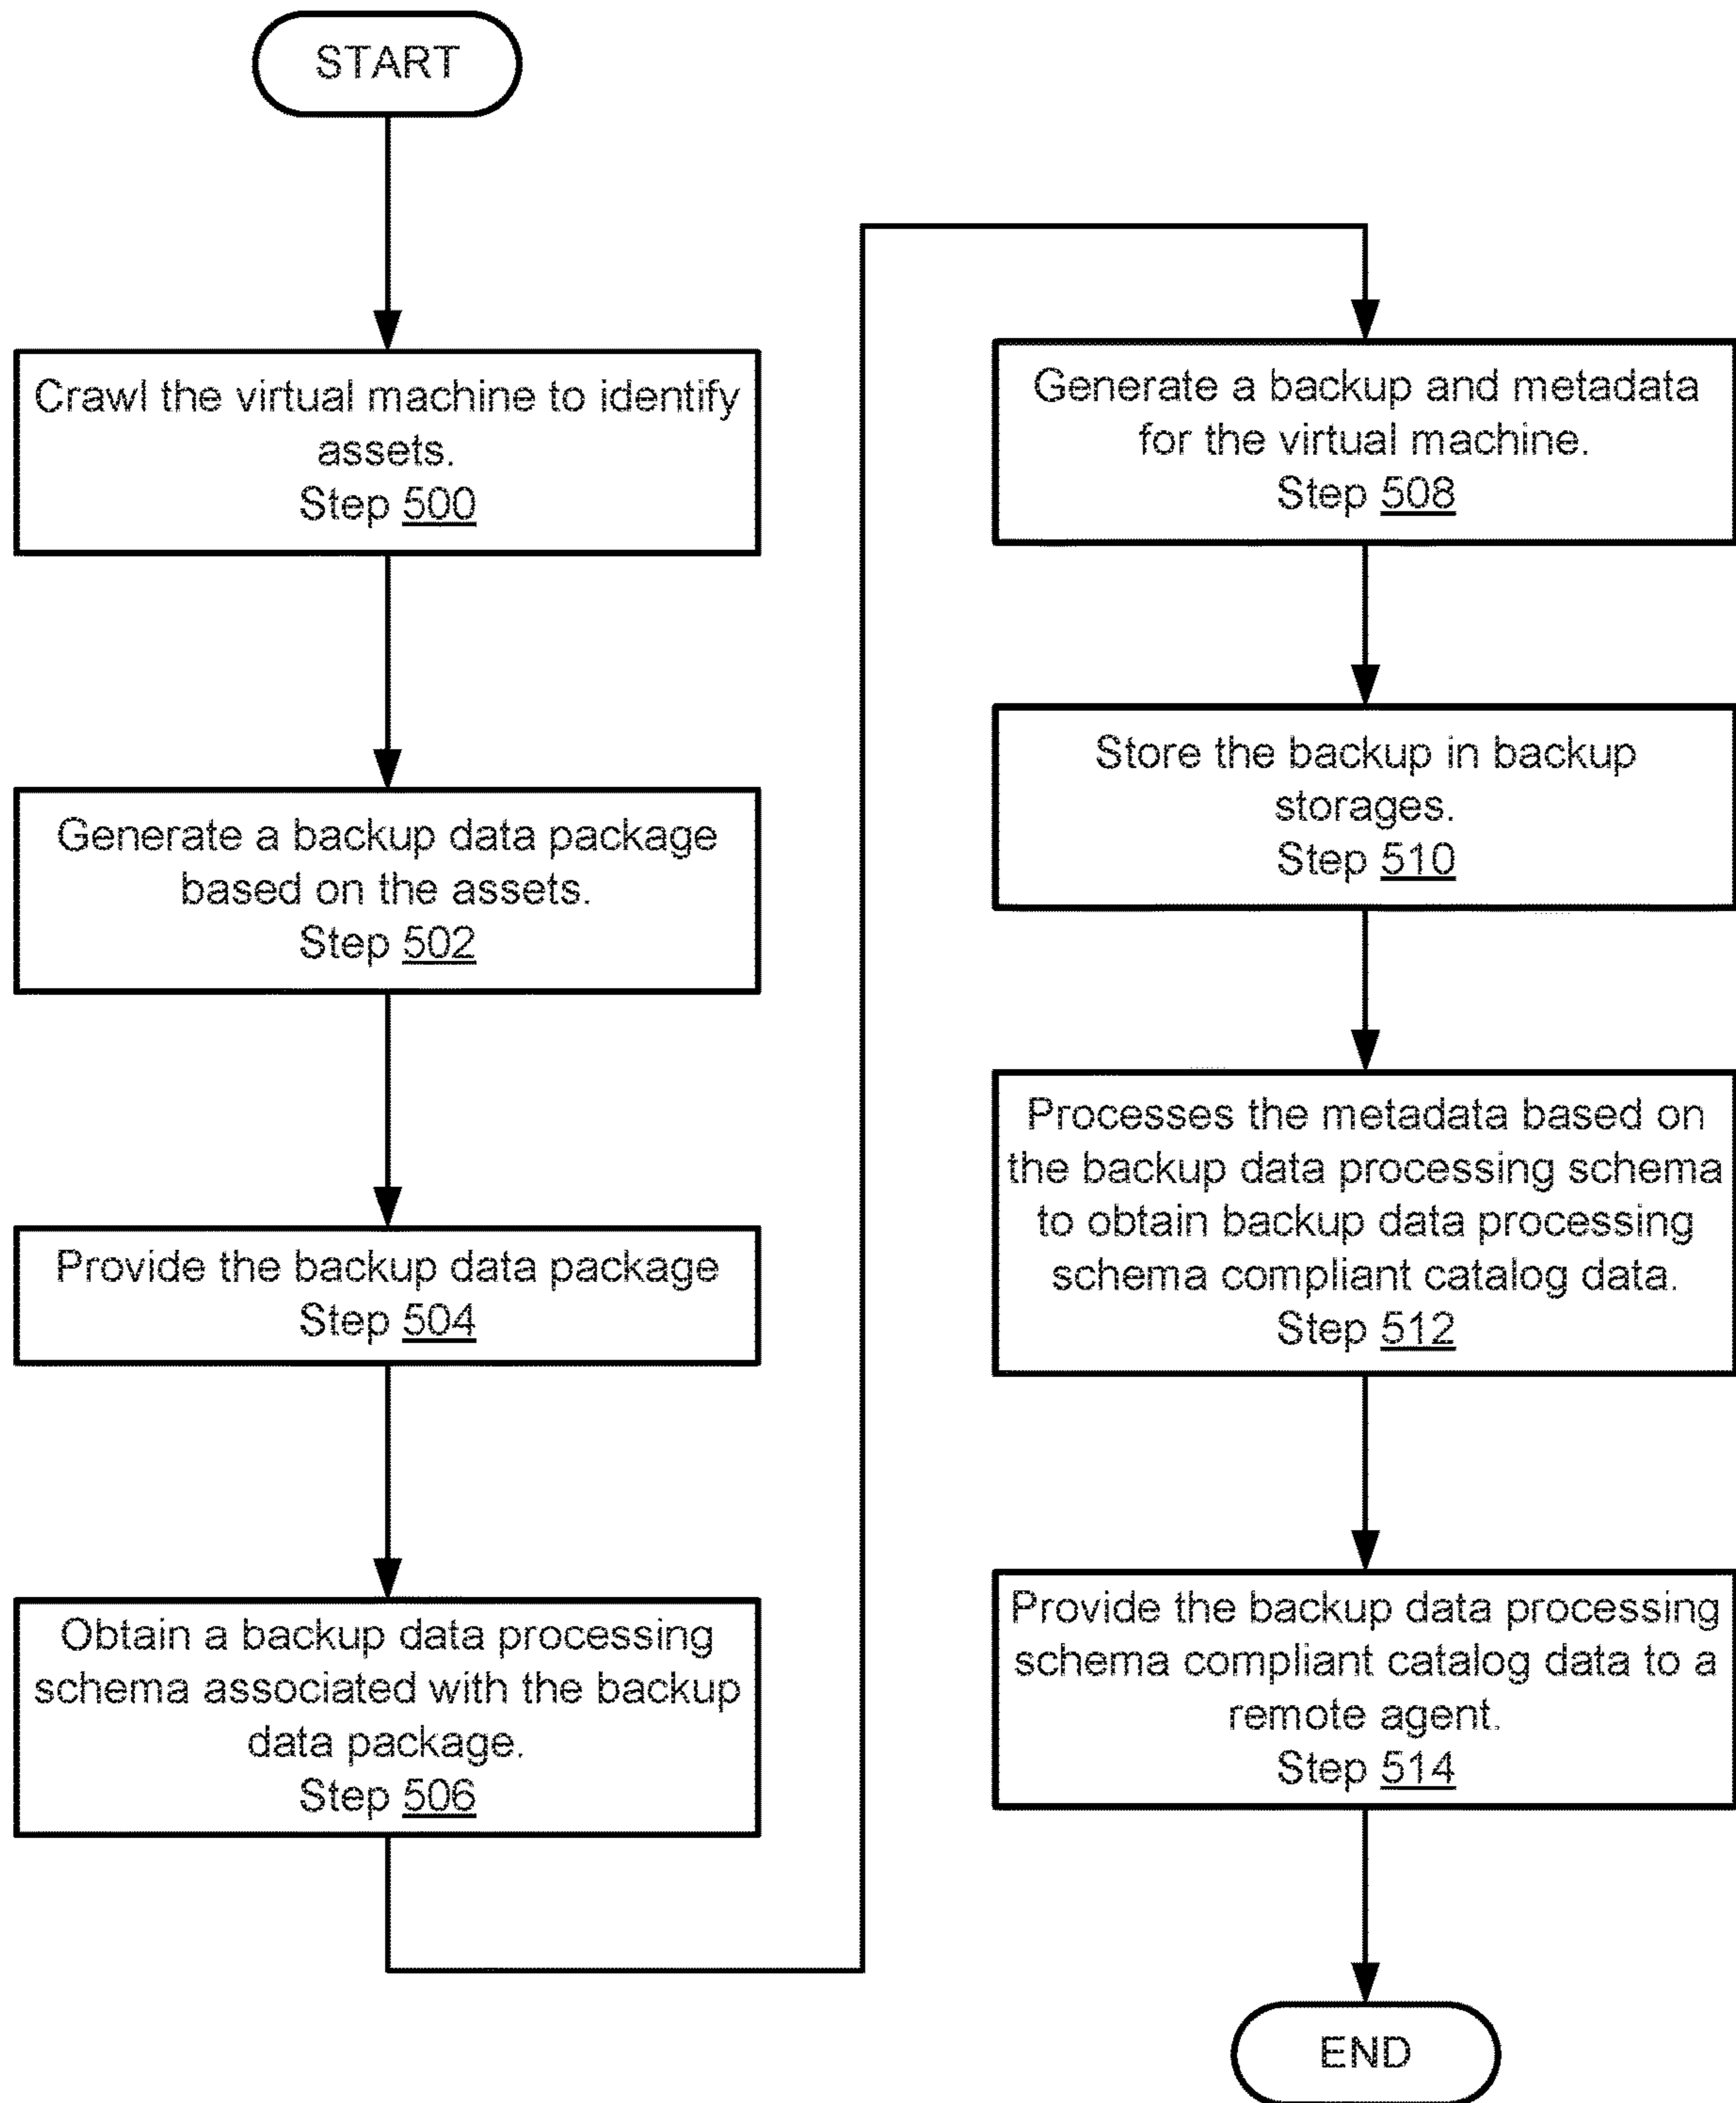 START
Crawl the virtual machine to identify
assets.
Step 500
Generate a backup data package
based on the assets.
Step 502
Provide the backup data package
Step 504
Obtain a backup data processing
schema associated with the backup
data package.
Step 506
Generate a backup and metadata
for the virtual machine.
Step 508
Store the backup in backup
storages.
Step 510
Processes the metadata based on
the backup data processing schema
to obtain backup data processing
schema compliant catalog data.
Step 512
Provide the backup data processing
schema compliant catalog data to a
remote agent.
Step 514
END